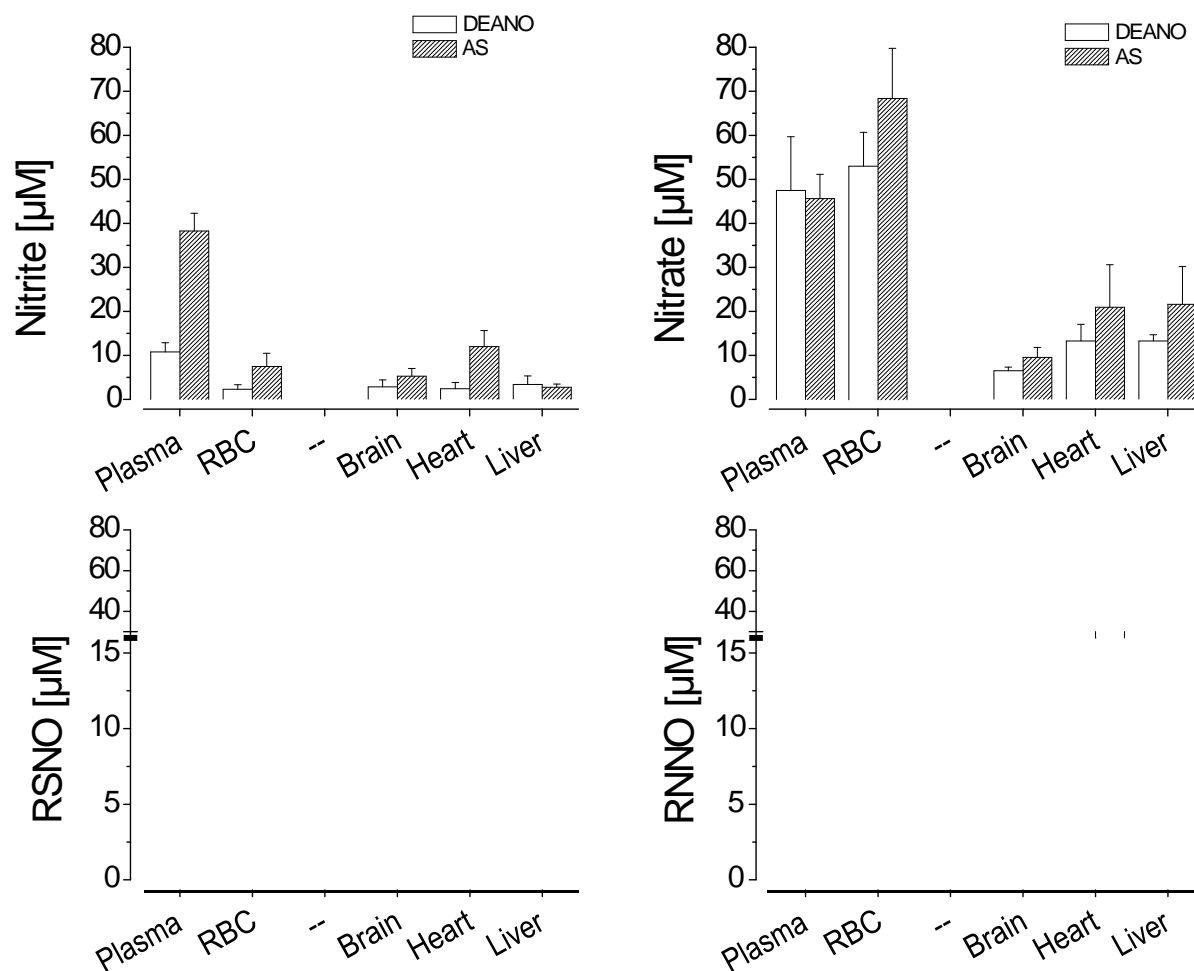 DEANO
AS
80
70
60
50
40
30
20
10
0
Nitrite [µM]
Plasma
RBC
--
Brain
Heart
Liver
DEANO
AS
80
70
60
50
40
30
20
10
0
Nitrate [µM]
Plasma
RBC
--
Brain
Heart
Liver
80
60
40
15
10
5
0
RSNO [µM]
Plasma
RBC
--
Brain
Heart
Liver
80
60
40
15
10
5
0
RNNO [µM]
Plasma
RBC
--
Brain
Heart
Liver